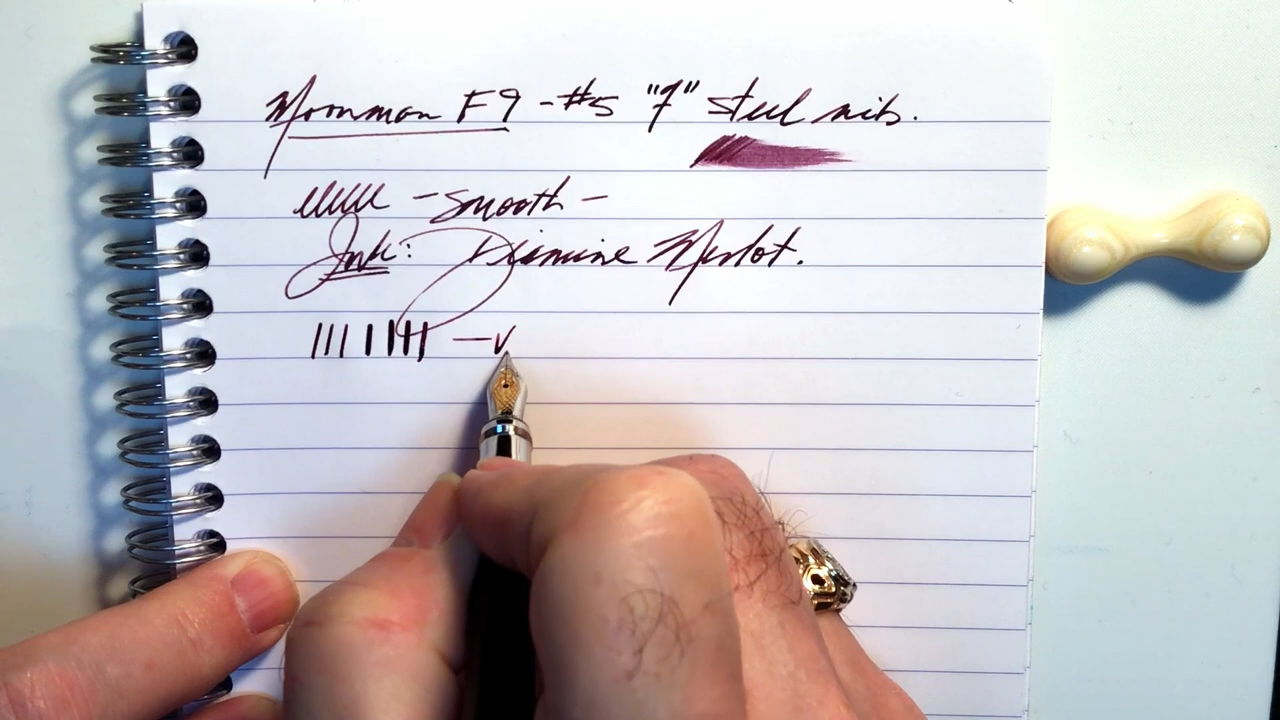 Moonman F9 - #5 "f" steel nib.
- smooth -
Ink: Diamine Merlot.
- v